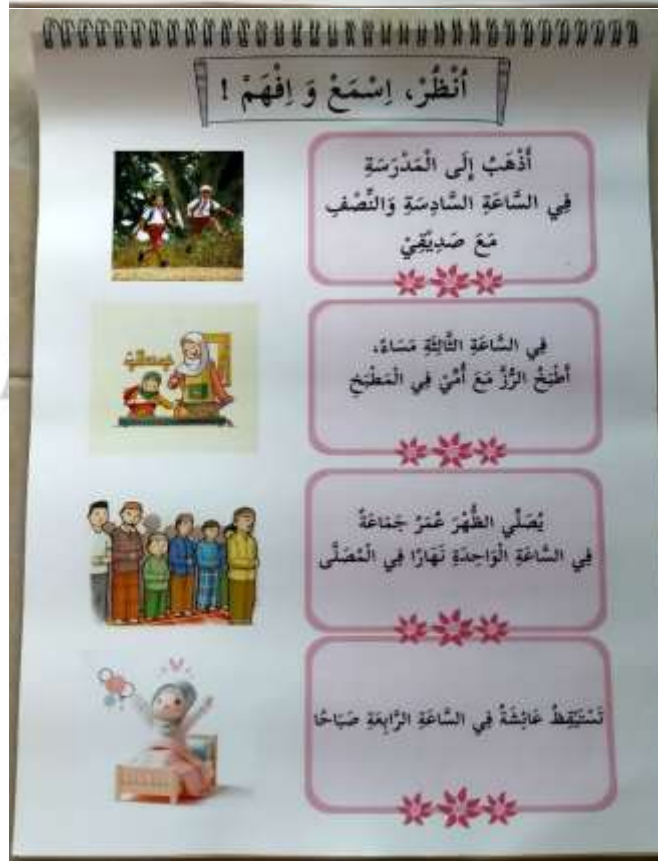 اُنْظُرْ، اِسْمَعْ وَ اِفْهَمْ !
أَذْهَبُ إِلَى الْمَدْرَسَةِ
فِي السَّاعَةِ السَّادِسَةِ وَالنِّصْفِ
مَعَ صَدِيْقِيْ
فِي السَّاعَةِ الثَّالِثَةِ مَسَاءً،
أَطْبَخُ الرُّزَّ مَعَ أُمِّيْ فِي الْمَطْبَخِ
يُصَلِّي الظُّهْرَ عُمَرُ جَمَاعَةً
فِي السَّاعَةِ الْوَاحِدَةِ نَهَارًا فِي الْمُصَلَّى
تَسْتَيْقِظُ عَائِشَةُ فِي السَّاعَةِ الرَّابِعَةِ صَبَاحًا